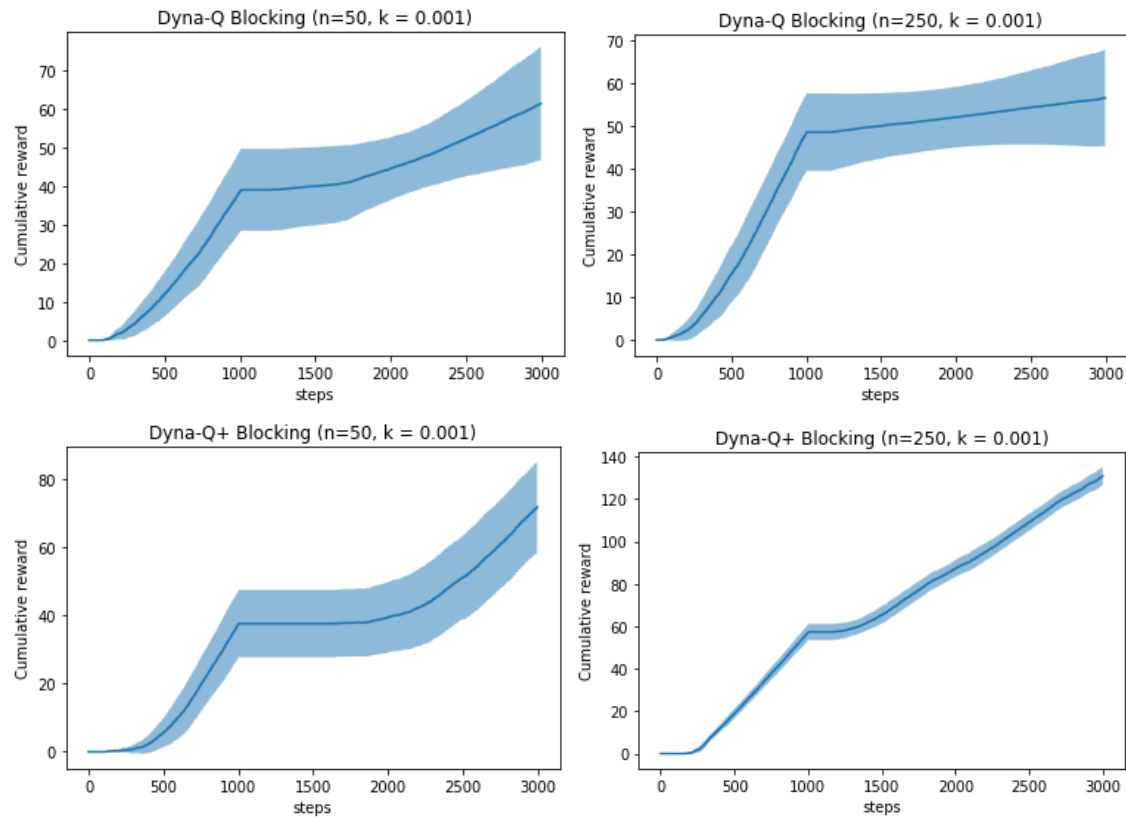 Dyna-Q Blocking (n=50, k = 0.001)
70
60
50
40
30
20
10
0
Cumulative reward
0 500 1000 1500 2000 2500 3000
steps
Dyna-Q Blocking (n=250, k = 0.001)
70
60
50
40
30
20
10
0
Cumulative reward
0 500 1000 1500 2000 2500 3000
steps
Dyna-Q+ Blocking (n=50, k = 0.001)
80
60
40
20
0
Cumulative reward
0 500 1000 1500 2000 2500 3000
steps
Dyna-Q+ Blocking (n=250, k = 0.001)
140
120
100
80
60
40
20
0
Cumulative reward
0 500 1000 1500 2000 2500 3000
steps